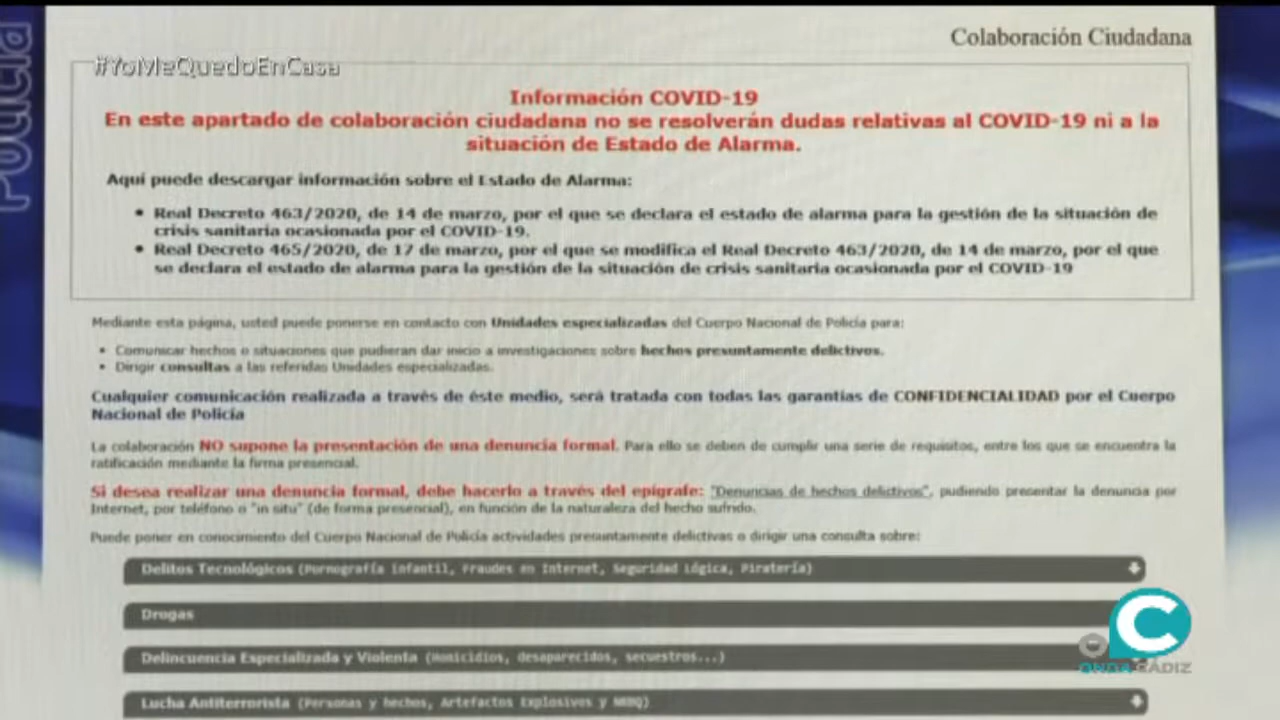 Policía
Colaboración Ciudadana
#YoMeQuedoEnCasa
Información COVID-19
En este apartado de colaboración ciudadana no se resolverán dudas relativas al COVID-19 ni a la
situación de Estado de Alarma.
Aquí puede descargar información sobre el Estado de Alarma:
• Real Decreto 463/2020, de 14 de marzo, por el que se declara el estado de alarma para la gestión de la situación de
crisis sanitaria ocasionada por el COVID-19.
• Real Decreto 465/2020, de 17 de marzo, por el que se modifica el Real Decreto 463/2020, de 14 de marzo, por el que
se declara el estado de alarma para la gestión de la situación de crisis sanitaria ocasionada por el COVID-19
Mediante esta página, usted puede ponerse en contacto con Unidades especializadas del Cuerpo Nacional de Policía para:
• Comunicar hechos o situaciones que pudieran dar inicio a investigaciones sobre hechos presuntamente delictivos.
• Dirigir consultas a las referidas Unidades especializadas.
Cualquier comunicación realizada a través de éste medio, será tratada con todas las garantías de CONFIDENCIALIDAD por el Cuerpo
Nacional de Policía
La colaboración NO supone la presentación de una denuncia formal. Para ello se deben de cumplir una serie de requisitos, entre los que se encuentra la
ratificación mediante la firma presencial.
Si desea realizar una denuncia formal, debe hacerlo a través del epígrafe: "Denuncias de hechos delictivos", pudiendo presentar la denuncia por
Internet, por teléfono o "in situ" (de forma presencial), en función de la naturaleza del hecho sufrido.
Puede poner en conocimiento del Cuerpo Nacional de Policía actividades presuntamente delictivas o dirigir una consulta sobre:
Delitos Tecnológicos (Pornografía Infantil, Fraudes en Internet, Seguridad Lógica, Piratería)
Drogas
Delincuencia Especializada y Violenta (Homicidios, desaparecidos, secuestros...)
Lucha Antiterrorista (Personas y hechos, Artefactos Explosivos y NRBQ)
C
ONDA CÁDIZ